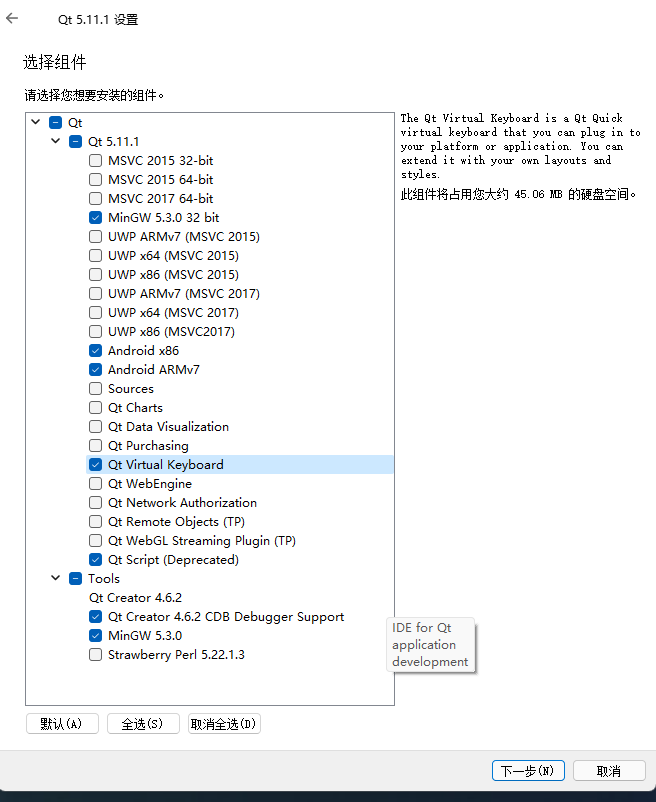 Qt 5.11.1 设置
选择组件
请选择您想要安装的组件。
Qt
Qt 5.11.1
MSVC 2015 32-bit
MSVC 2015 64-bit
MSVC 2017 64-bit
MinGW 5.3.0 32 bit
UWP ARMv7 (MSVC 2015)
UWP x64 (MSVC 2015)
UWP x86 (MSVC 2015)
UWP ARMv7 (MSVC 2017)
UWP x64 (MSVC 2017)
UWP x86 (MSVC2017)
Android x86
Android ARMv7
Sources
Qt Charts
Qt Data Visualization
Qt Purchasing
Qt Virtual Keyboard
Qt WebEngine
Qt Network Authorization
Qt Remote Objects (TP)
Qt WebGL Streaming Plugin (TP)
Qt Script (Deprecated)
Tools
Qt Creator 4.6.2
Qt Creator 4.6.2 CDB Debugger Support
MinGW 5.3.0
Strawberry Perl 5.22.1.3
The Qt Virtual Keyboard is a Qt Quick
virtual keyboard that you can plug in to
your platform or application. You can
extend it with your own layouts and
styles.
此组件将占用您大约 45.06 MB 的硬盘空间。
IDE for Qt
application
development
默认(A)
全选(S)
取消全选(D)
下一步(N)
取消